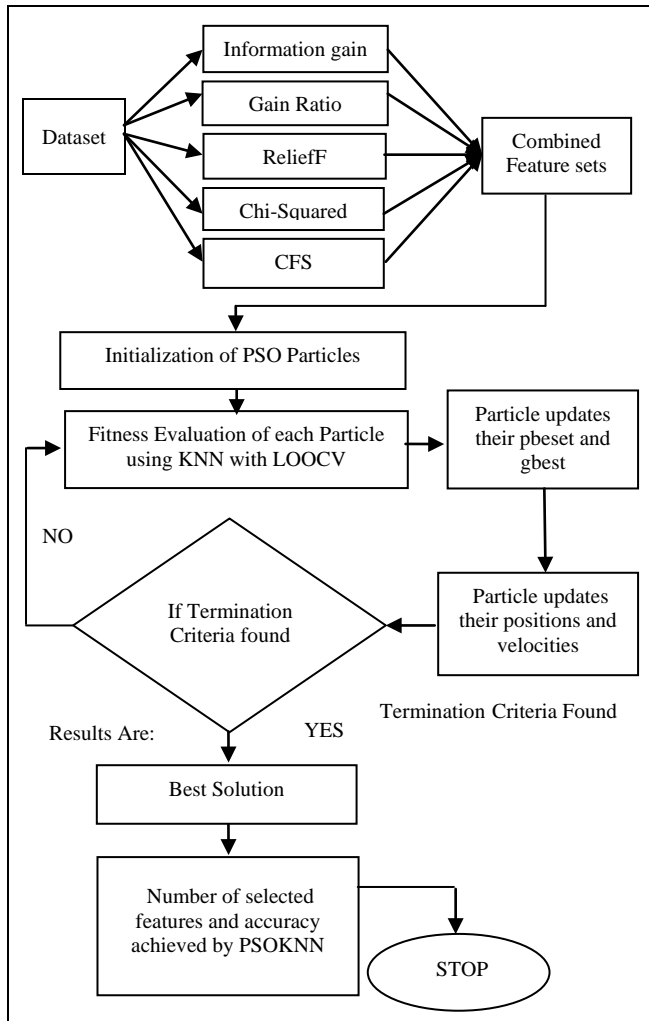 Information gain
Gain Ratio
Dataset
ReliefF
Chi-Squared
CFS
Combined
Feature sets
Initialization of PSO Particles
Fitness Evaluation of each Particle
using KNN with LOOCV
Particle updates
their pbeset and
gbest
NO
If Termination
Criteria found
Particle updates
their positions and
velocities
Termination Criteria Found
Results Are:
YES
Best Solution
Number of selected
features and accuracy
achieved by PSOKNN
STOP